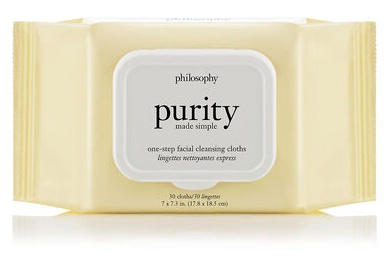 philosophy
purity
made simple
one-step facial cleansing cloths
lingettes nettoyantes express
30 cloths/30 lingettes
7 x 7.3 in. (17.8 x 18.5 cm)